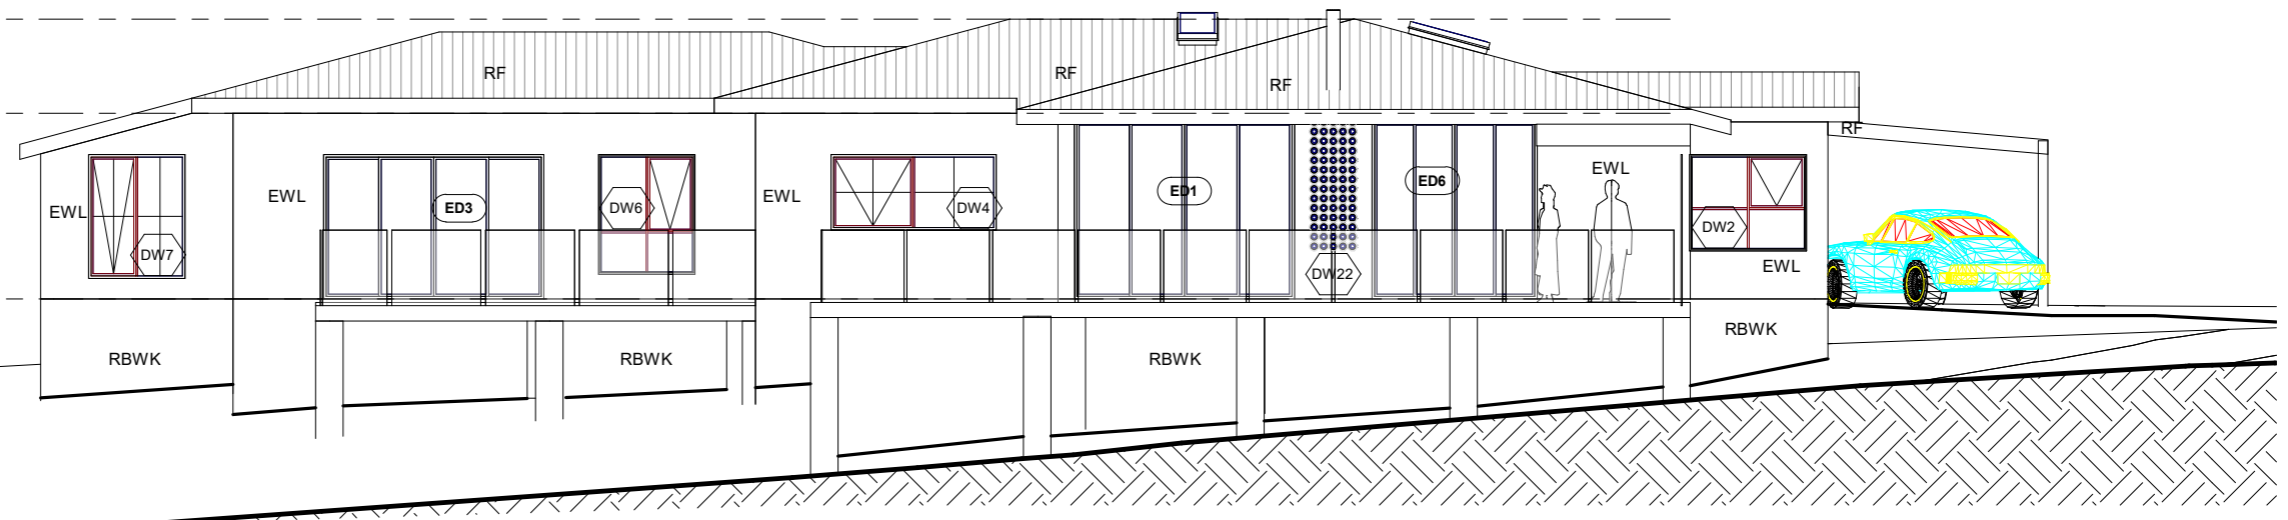 RF
RF
RF
RF
EWL
EWL
EWL
EWL
EWL
ED3
DW6
DW4
ED1
ED6
DW7
DW2
DW22
RBWK
RBWK
RBWK
RBWK